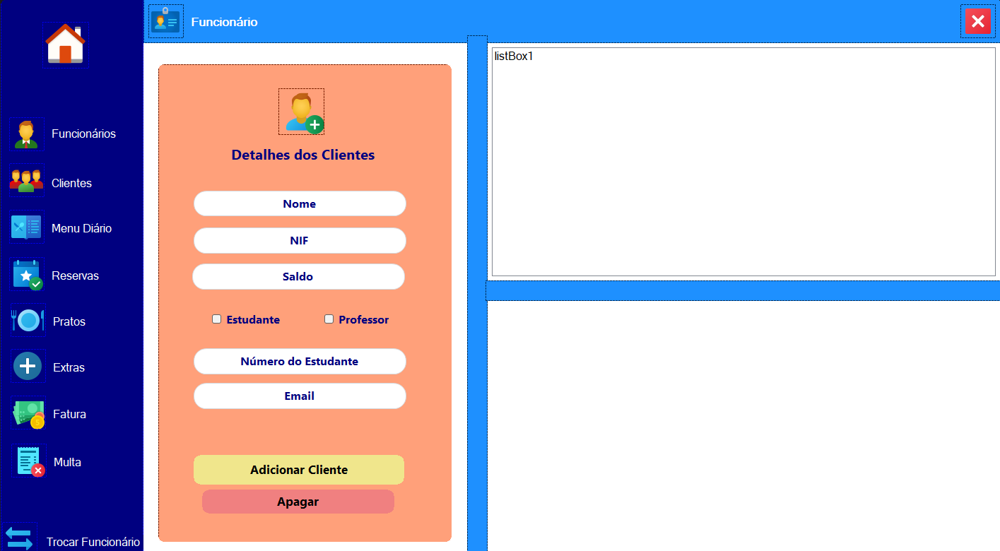 Funcionário
Funcionários
Clientes
Menu Diário
Reservas
Pratos
Extras
Fatura
Multa
Trocar Funcionário
Detalhes dos Clientes
Nome
NIF
Saldo
Estudante
Professor
Número do Estudante
Email
Adicionar Cliente
Apagar
listBox1